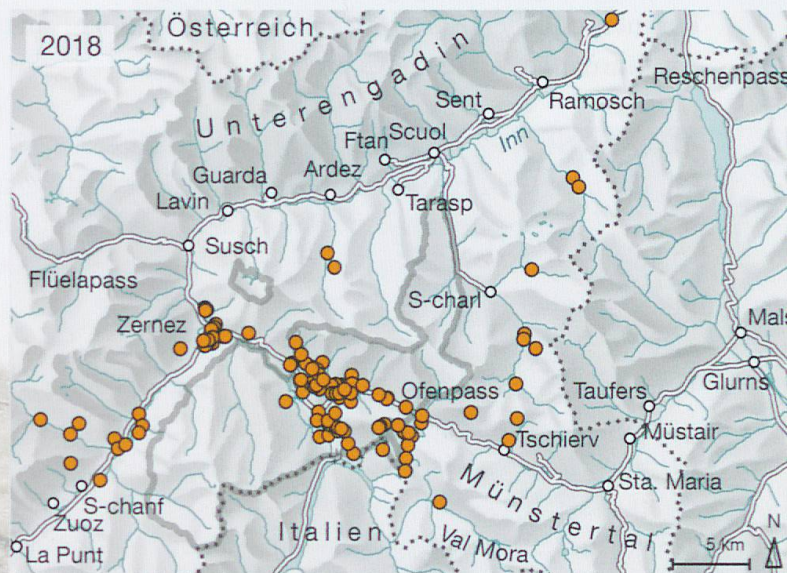 2018
Österreich
Reschenpass
Unterengadin
Sent
Ramosch
Ftan
Scuol
Inn
Guarda
Ardez
Lavin
Tarasp
Susch
Flüelapass
S-charl
Zernez
Mals
Ofenpass
Glurns
Taufers
Tschierv
Müstair
S-chanf
Sta. Maria
Zuoz
Münstertal
Italien
Val Mora
La Punt
5 km
N